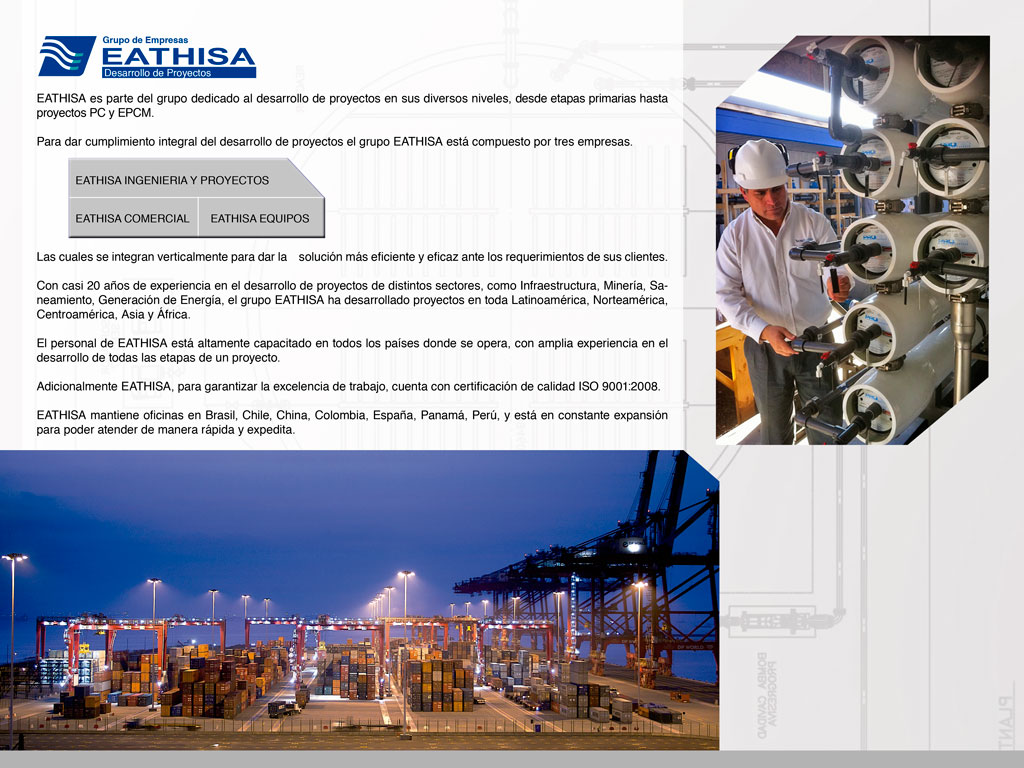 Grupo de Empresas
EATHISA
Desarrollo de Proyectos
EATHISA es parte del grupo dedicado al desarrollo de proyectos en sus diversos niveles, desde etapas primarias hasta
proyectos PC y EPCM.
Para dar cumplimiento integral del desarrollo de proyectos el grupo EATHISA está compuesto por tres empresas.
EATHISA INGENIERIA Y PROYECTOS
EATHISA COMERCIAL
EATHISA EQUIPOS
Las cuales se integran verticalmente para dar la solución más eficiente y eficaz ante los requerimientos de sus clientes.
Con casi 20 años de experiencia en el desarrollo de proyectos de distintos sectores, como Infraestructura, Minería, Sa-
neamiento, Generación de Energía, el grupo EATHISA ha desarrollado proyectos en toda Latinoamérica, Norteamérica,
Centroamérica, Asia y África.
El personal de EATHISA está altamente capacitado en todos los países donde se opera, con amplia experiencia en el
desarrollo de todas las etapas de un proyecto.
Adicionalmente EATHISA, para garantizar la excelencia de trabajo, cuenta con certificación de calidad ISO 9001:2008.
EATHISA mantiene oficinas en Brasil, Chile, China, Colombia, España, Panamá, Perú, y está en constante expansión
para poder atender de manera rápida y expedita.
BOMBA CAVIDAD
PROGRESIVA
PLANT